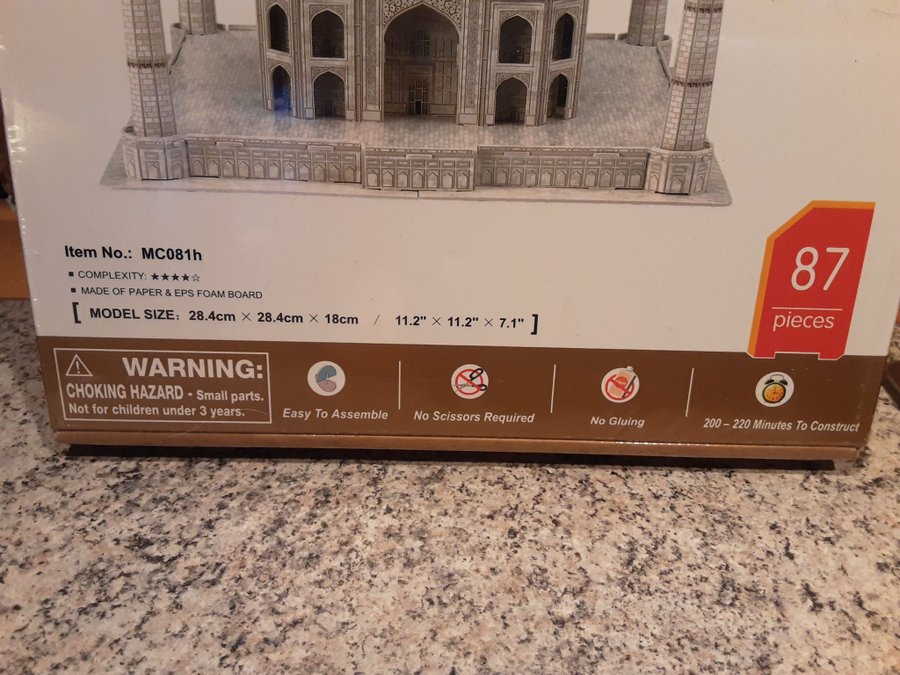 Item No.: MC081h
▪ COMPLEXITY: ★★★★☆
▪ MADE OF PAPER & EPS FOAM BOARD
[ MODEL SIZE: 28.4cm × 28.4cm × 18cm / 11.2" × 11.2" × 7.1" ]
87
pieces
WARNING:
CHOKING HAZARD - Small parts.
Not for children under 3 years.
Easy To Assemble
No Scissors Required
No Gluing
200 – 220 Minutes To Construct